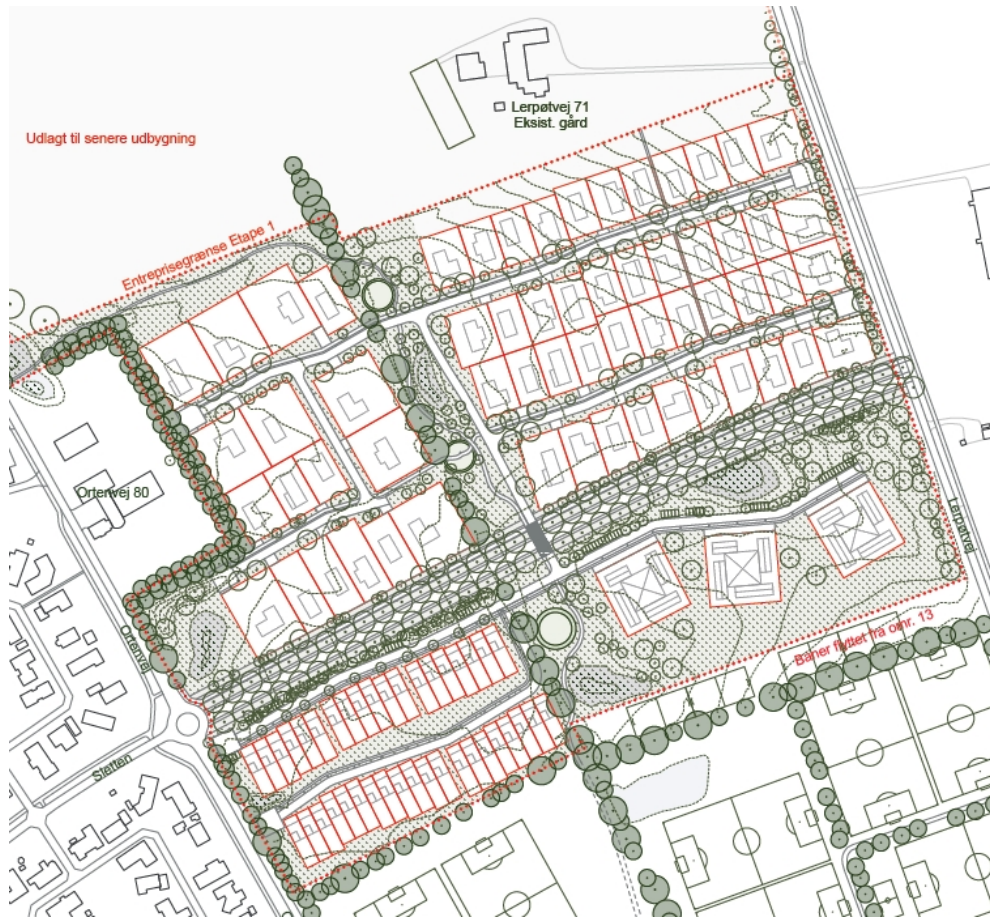 Lerpøtvej 71
Eksist. gård
Udlagt til senere udbygning
Entreprisegrænse Etape 1
Ortenvej 80
Lerpøtvej
Ortenvej
Baner flyttet fra omr. 13
Stetten